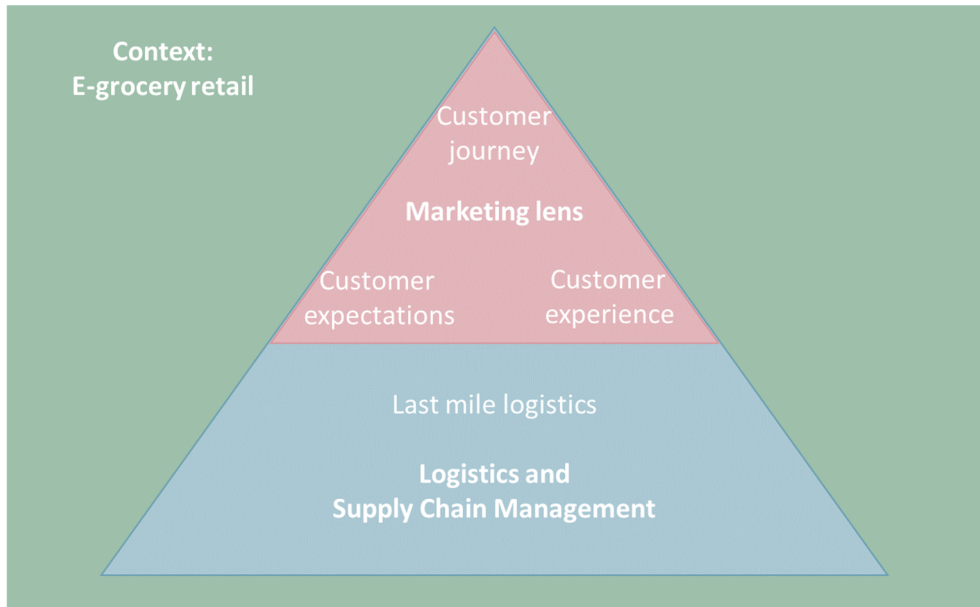 Context:
E-grocery retail
Customer
journey
Marketing lens
Customer
expectations
Customer
experience
Last mile logistics
Logistics and
Supply Chain Management